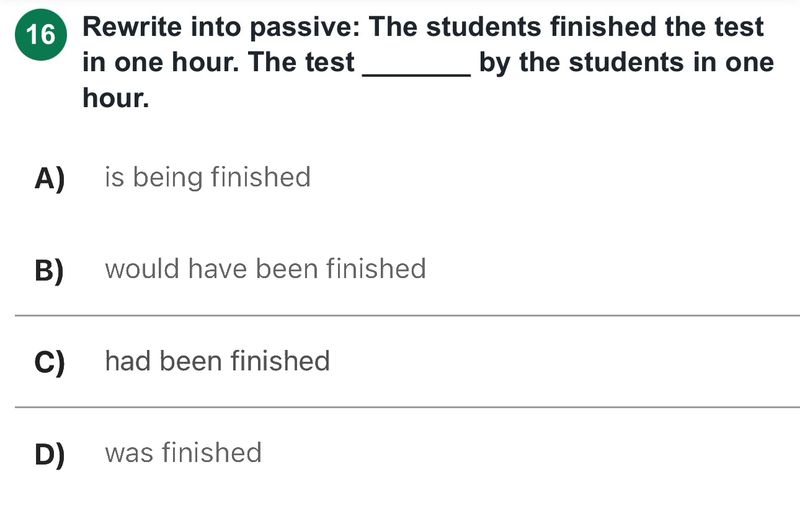 16 Rewrite into passive: The students finished the test
in one hour. The test _______ by the students in one
hour.
A) is being finished
B) would have been finished
C) had been finished
D) was finished